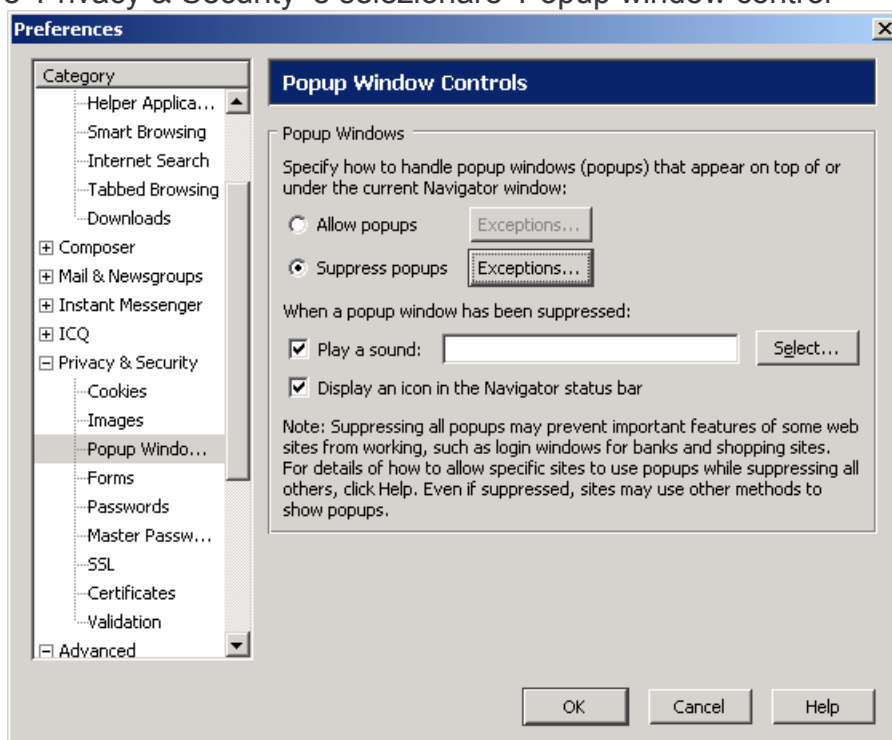 Privacy & Security e selezionare Popup window control
Preferences
Category
Helper Applica...
Smart Browsing
Internet Search
Tabbed Browsing
Downloads
Composer
Mail & Newsgroups
Instant Messenger
ICQ
Privacy & Security
Cookies
Images
Popup Windo...
Forms
Passwords
Master Passw...
SSL
Certificates
Validation
Advanced
Popup Window Controls
Popup Windows
Specify how to handle popup windows (popups) that appear on top of or
under the current Navigator window:
Allow popups
Exceptions...
Suppress popups
Exceptions...
When a popup window has been suppressed:
Play a sound:
Select...
Display an icon in the Navigator status bar
Note: Suppressing all popups may prevent important features of some web
sites from working, such as login windows for banks and shopping sites.
For details of how to allow specific sites to use popups while suppressing all
others, click Help. Even if suppressed, sites may use other methods to
show popups.
OK
Cancel
Help